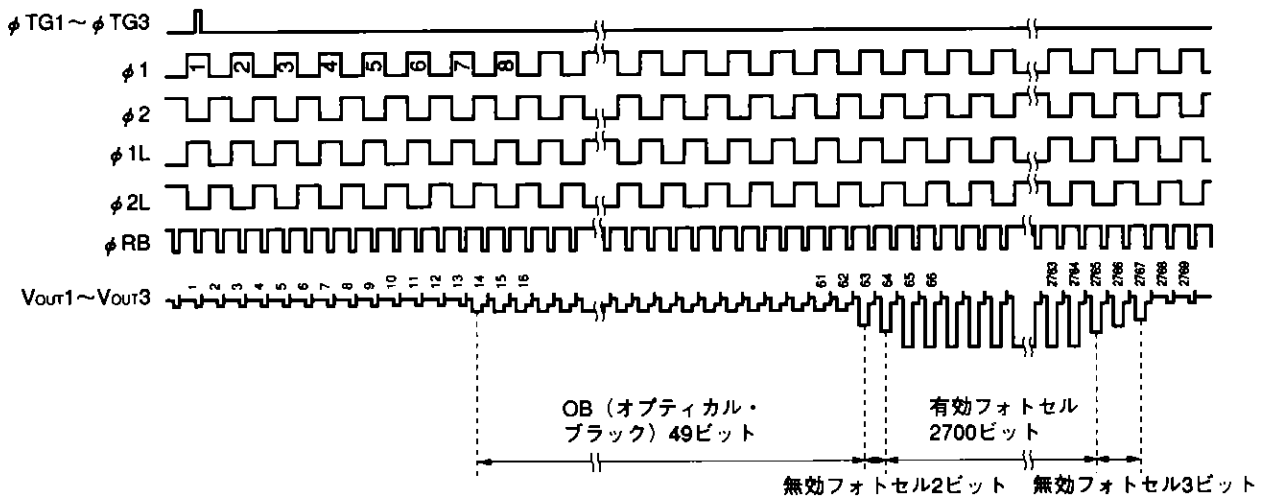 φTG1～φTG3
φ1 1 2 3 4 5 6 7 8
φ2
φ1L
φ2L
φRB
VOUT1～VOUT3 1 2 3 4 5 6 7 8 9 10 11 12 13 14 15 16 61 62 63 64 65 66 2763 2764 2765 2766 2767 2768 2769
OB（オプティカル・
ブラック）49ビット
有効フォトセル
2700ビット
無効フォトセル2ビット 無効フォトセル3ビット